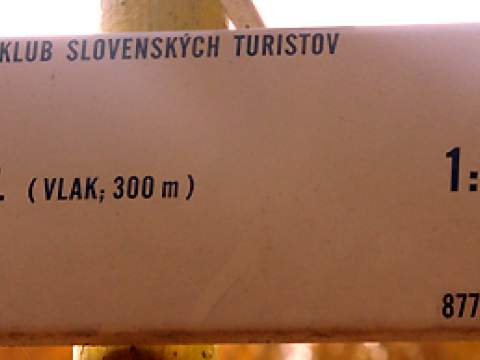 KLUB SLOVENSKÝCH TURISTOV
(VLAK; 300 m) 1:
877